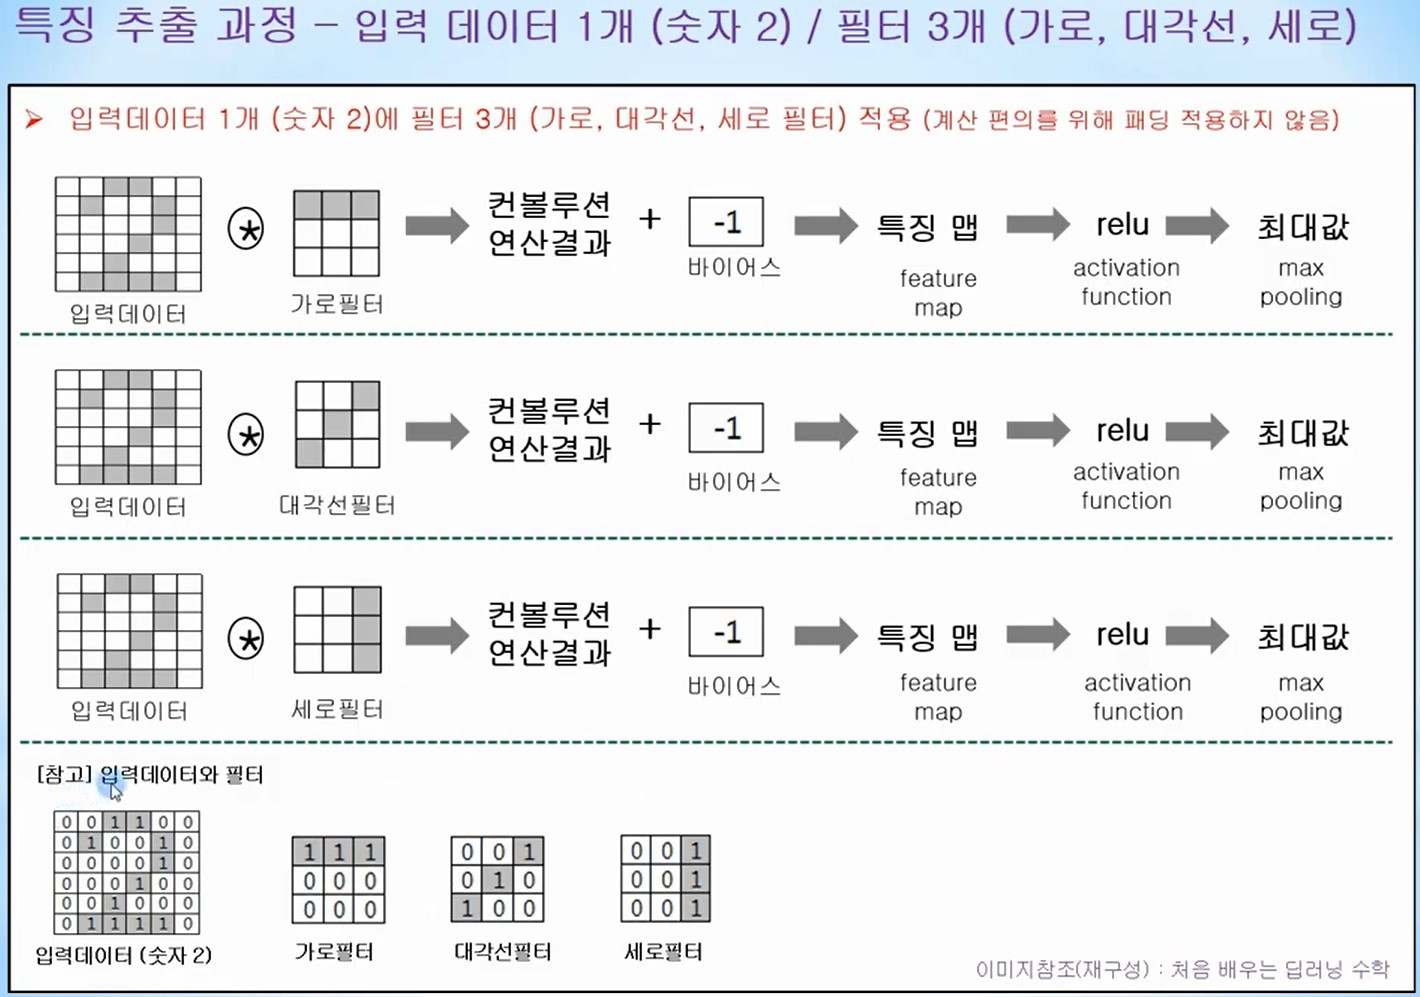 특징 추출 과정 – 입력 데이터 1개 (숫자 2) / 필터 3개 (가로, 대각선, 세로)
➢ 입력데이터 1개 (숫자 2)에 필터 3개 (가로, 대각선, 세로 필터) 적용 (계산 편의를 위해 패딩 적용하지 않음)
입력데이터
*
가로필터
컨볼루션
연산결과
+
-1
바이어스
특징 맵
feature
map
relu
activation
function
최대값
max
pooling
입력데이터
*
대각선필터
컨볼루션
연산결과
+
-1
바이어스
특징 맵
feature
map
relu
activation
function
최대값
max
pooling
입력데이터
*
세로필터
컨볼루션
연산결과
+
-1
바이어스
특징 맵
feature
map
relu
activation
function
최대값
max
pooling
[참고] 입력데이터와 필터
0 0 1 1 0 0
0 1 0 0 1 0
0 0 0 0 1 0
0 0 0 1 0 0
0 0 1 0 0 0
0 1 1 1 1 0
입력데이터 (숫자 2)
1 1 1
0 0 0
0 0 0
가로필터
0 0 1
0 1 0
1 0 0
대각선필터
0 0 1
0 0 1
0 0 1
세로필터
이미지참조(재구성) : 처음 배우는 딥러닝 수학